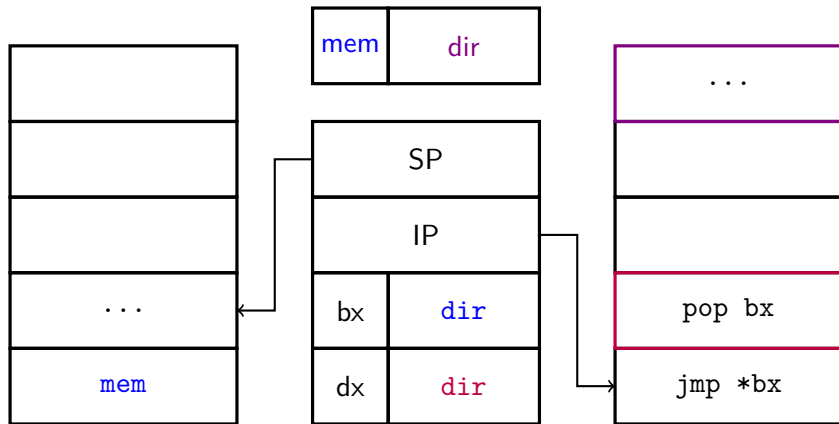 mem dir
...
SP
IP
... bx dir pop bx
mem dx dir jmp *bx